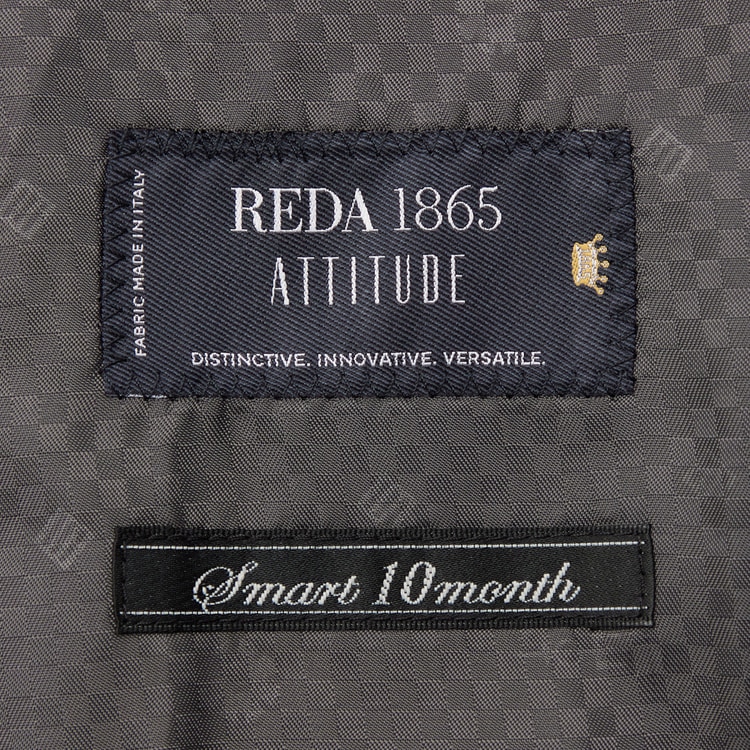 FABRIC MADE IN ITALY
REDA 1865
ATTITUDE
DISTINCTIVE. INNOVATIVE. VERSATILE.
Smart 10month